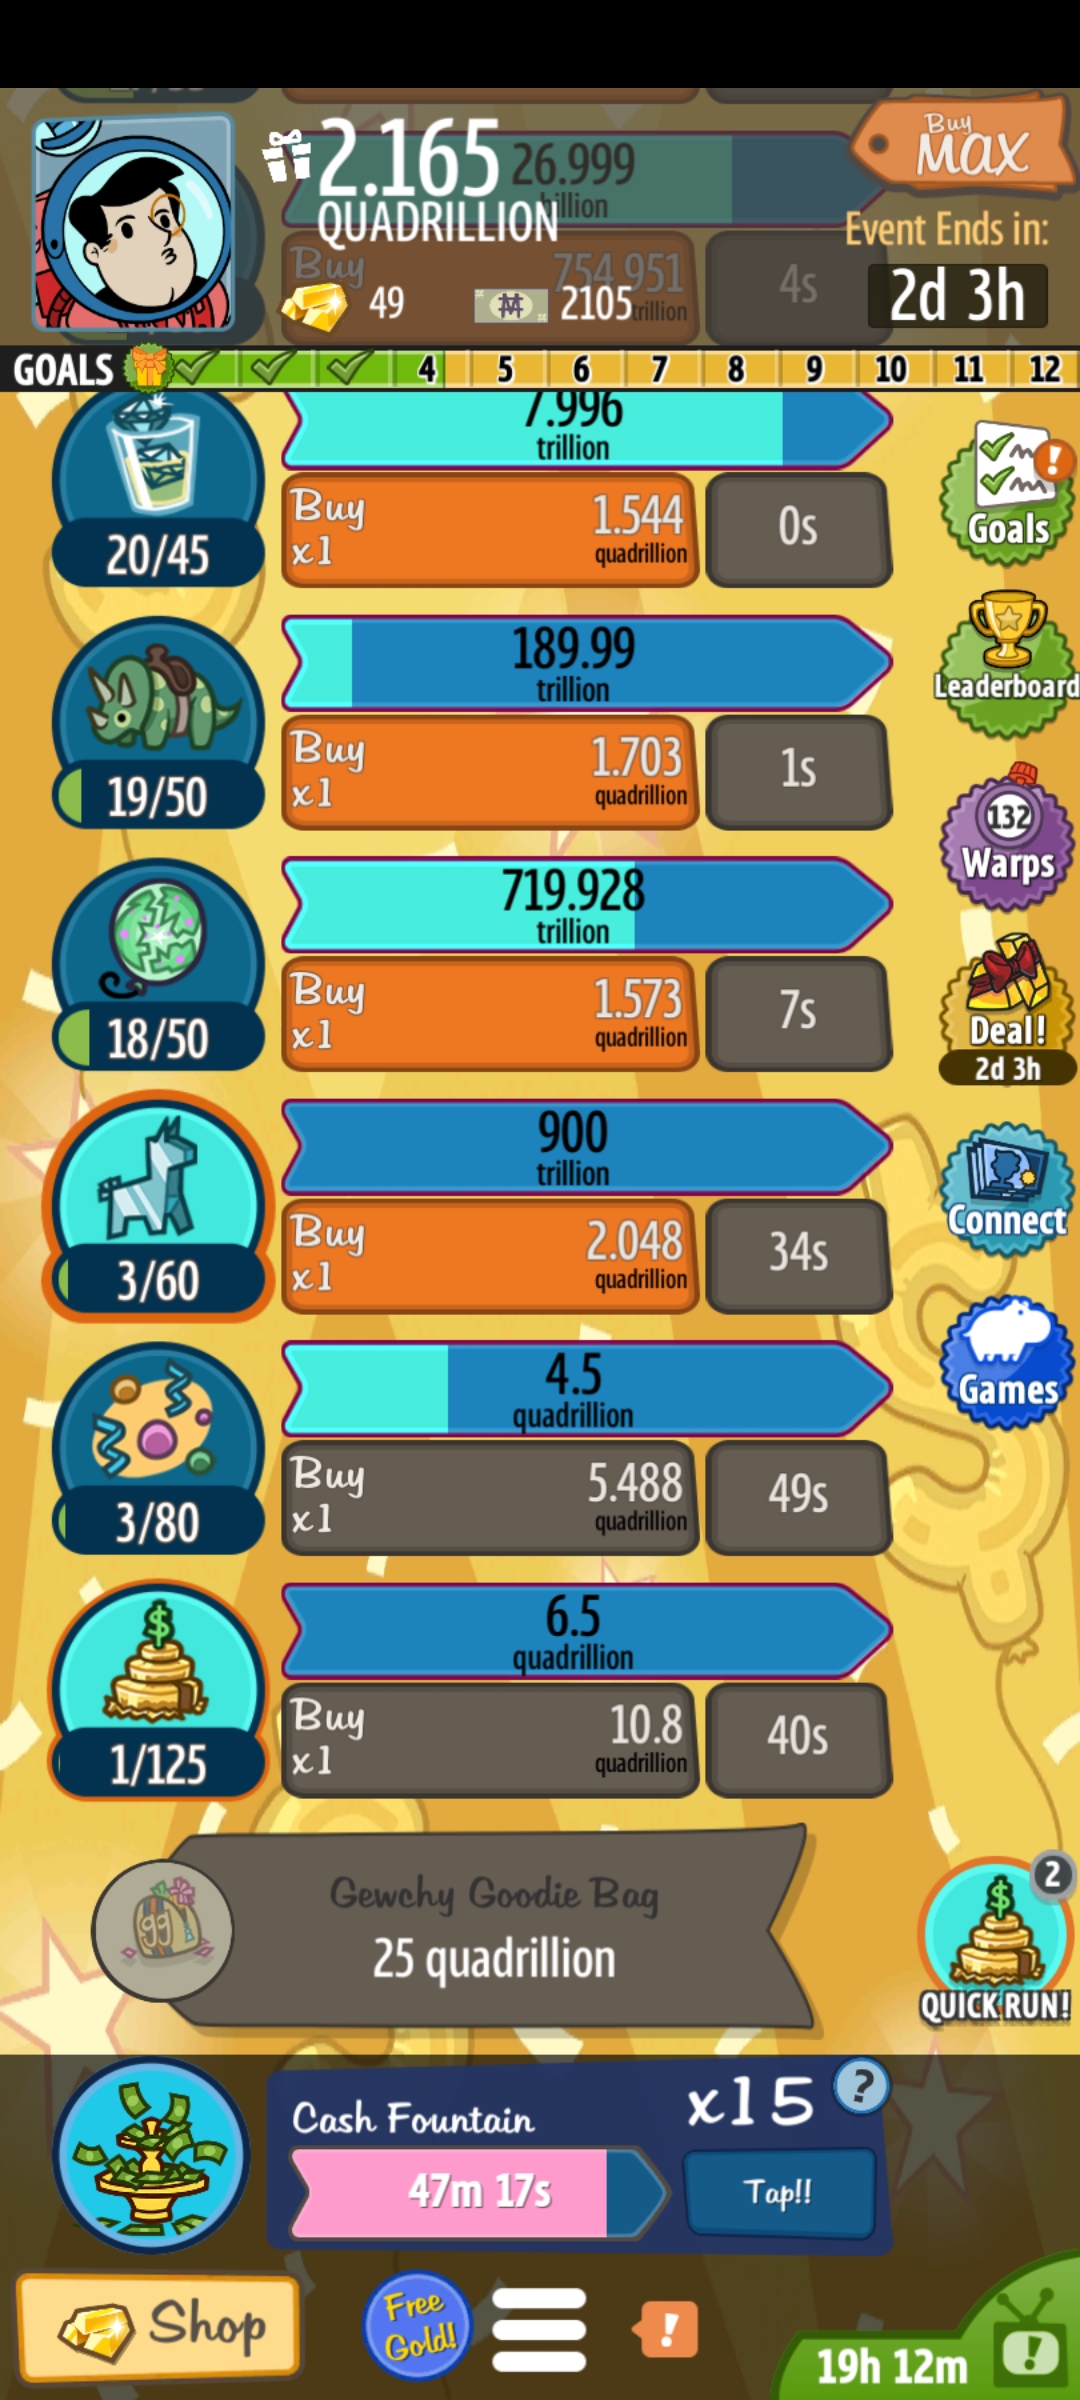 2.165
26.999
billion
QUADRILLION
Buy
MAX
Event Ends in:
2d 3h
Buy
754.951
trillion
4s
49
2105
GOALS
4
5
6
7
8
9
10
11
12
7.996
trillion
Buy
x1
1.544
quadrillion
0s
20/45
Goals
189.99
trillion
Leaderboard
Buy
x1
1.703
quadrillion
1s
19/50
132
Warps
719.928
trillion
Buy
x1
1.573
quadrillion
7s
18/50
Deal!
2d 3h
900
trillion
Buy
x1
2.048
quadrillion
34s
3/60
Connect
4.5
quadrillion
Games
Buy
x1
5.488
quadrillion
49s
3/80
$
6.5
quadrillion
Buy
x1
10.8
quadrillion
40s
1/125
gg
Gewchy Goodie Bag
25 quadrillion
2
$
QUICK RUN!
Cash Fountain
x15
?
47m 17s
Tap!!
Shop
Free
Gold!
!
19h 12m
!